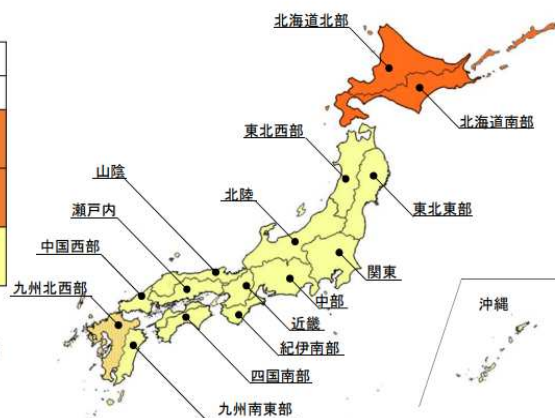 北海道北部
北海道南部
東北西部
東北東部
山陰
北陸
瀬戸内
中国西部
関東
九州北西部
中部
近畿
紀伊南部
四国南部
九州南東部
沖縄